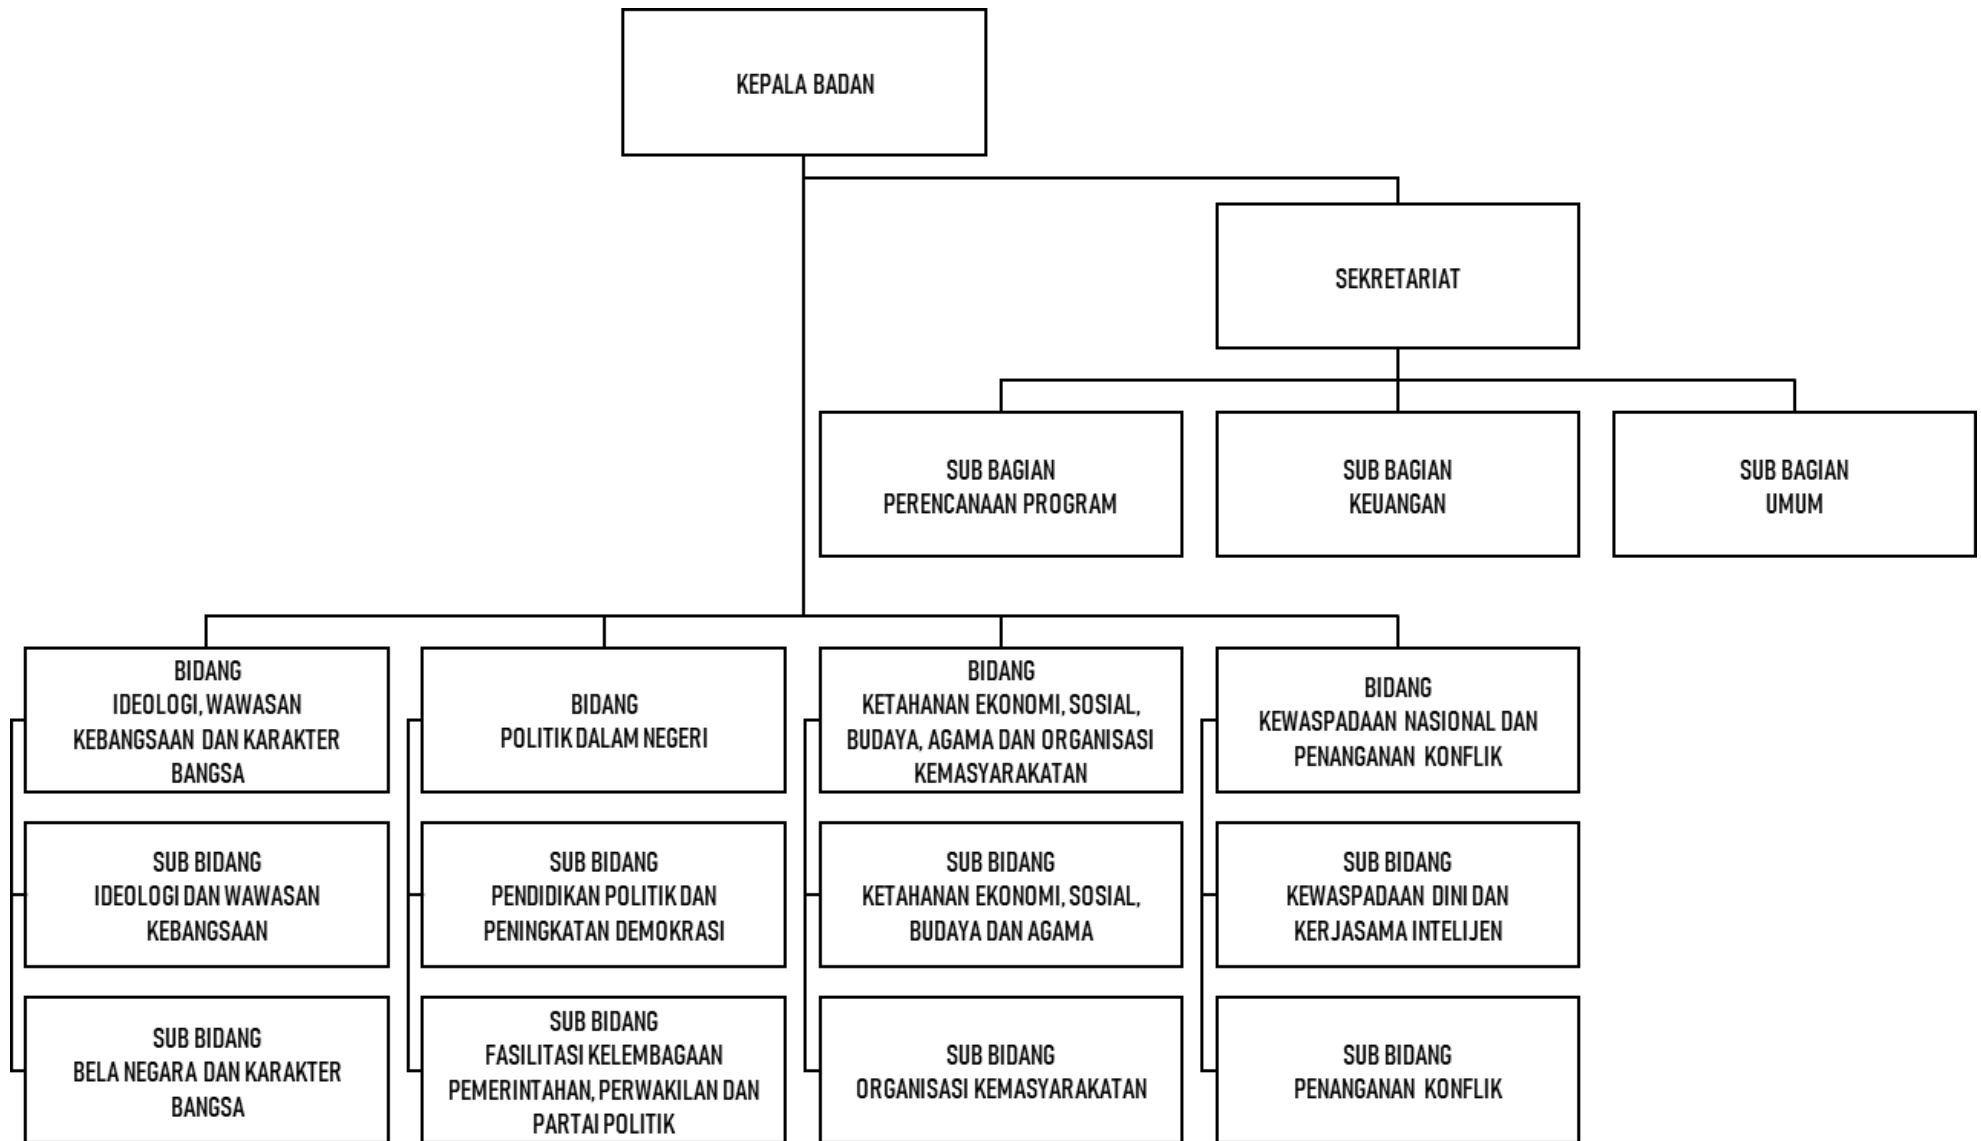 KEPALA BADAN
SEKRETARIAT
SUB BAGIAN
PERENCANAAN PROGRAM
SUB BAGIAN
KEUANGAN
SUB BAGIAN
UMUM
BIDANG
IDEOLOGI, WAWASAN
KEBANGSAAN DAN KARAKTER
BANGSA
BIDANG
POLITIK DALAM NEGERI
BIDANG
KETAHANAN EKONOMI, SOSIAL,
BUDAYA, AGAMA DAN ORGANISASI
KEMASYARAKATAN
BIDANG
KEWASPADAAN NASIONAL DAN
PENANGANAN KONFLIK
SUB BIDANG
IDEOLOGI DAN WAWASAN
KEBANGSAAN
SUB BIDANG
PENDIDIKAN POLITIK DAN
PENINGKATAN DEMOKRASI
SUB BIDANG
KETAHANAN EKONOMI, SOSIAL,
BUDAYA DAN AGAMA
SUB BIDANG
KEWASPADAAN DINI DAN
KERJASAMA INTELIJEN
SUB BIDANG
BELA NEGARA DAN KARAKTER
BANGSA
SUB BIDANG
FASILITASI KELEMBAGAAN
PEMERINTAHAN, PERWAKILAN DAN
PARTAI POLITIK
SUB BIDANG
ORGANISASI KEMASYARAKATAN
SUB BIDANG
PENANGANAN KONFLIK